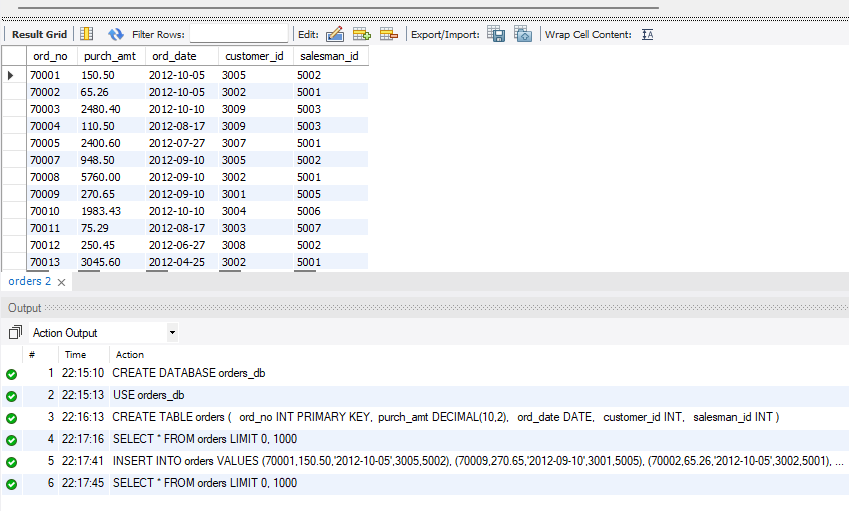 Result Grid Filter Rows: Edit: Export/Import: Wrap Cell Content:
ord_no purch_amt ord_date customer_id salesman_id
70001 150.50 2012-10-05 3005 5002
70002 65.26 2012-10-05 3002 5001
70003 2480.40 2012-10-10 3009 5003
70004 110.50 2012-08-17 3009 5003
70005 2400.60 2012-07-27 3007 5001
70007 948.50 2012-09-10 3005 5002
70008 5760.00 2012-09-10 3002 5001
70009 270.65 2012-09-10 3001 5005
70010 1983.43 2012-10-10 3004 5006
70011 75.29 2012-08-17 3003 5007
70012 250.45 2012-06-27 3008 5002
70013 3045.60 2012-04-25 3002 5001
orders 2
Output
Action Output
# Time Action
1 22:15:10 CREATE DATABASE orders_db
2 22:15:13 USE orders_db
3 22:16:13 CREATE TABLE orders ( ord_no INT PRIMARY KEY, purch_amt DECIMAL(10,2), ord_date DATE, customer_id INT, salesman_id INT )
4 22:17:16 SELECT * FROM orders LIMIT 0, 1000
5 22:17:41 INSERT INTO orders VALUES (70001,150.50,'2012-10-05',3005,5002), (70009,270.65,'2012-09-10',3001,5005), (70002,65.26,'2012-10-05',3002,5001), ...
6 22:17:45 SELECT * FROM orders LIMIT 0, 1000